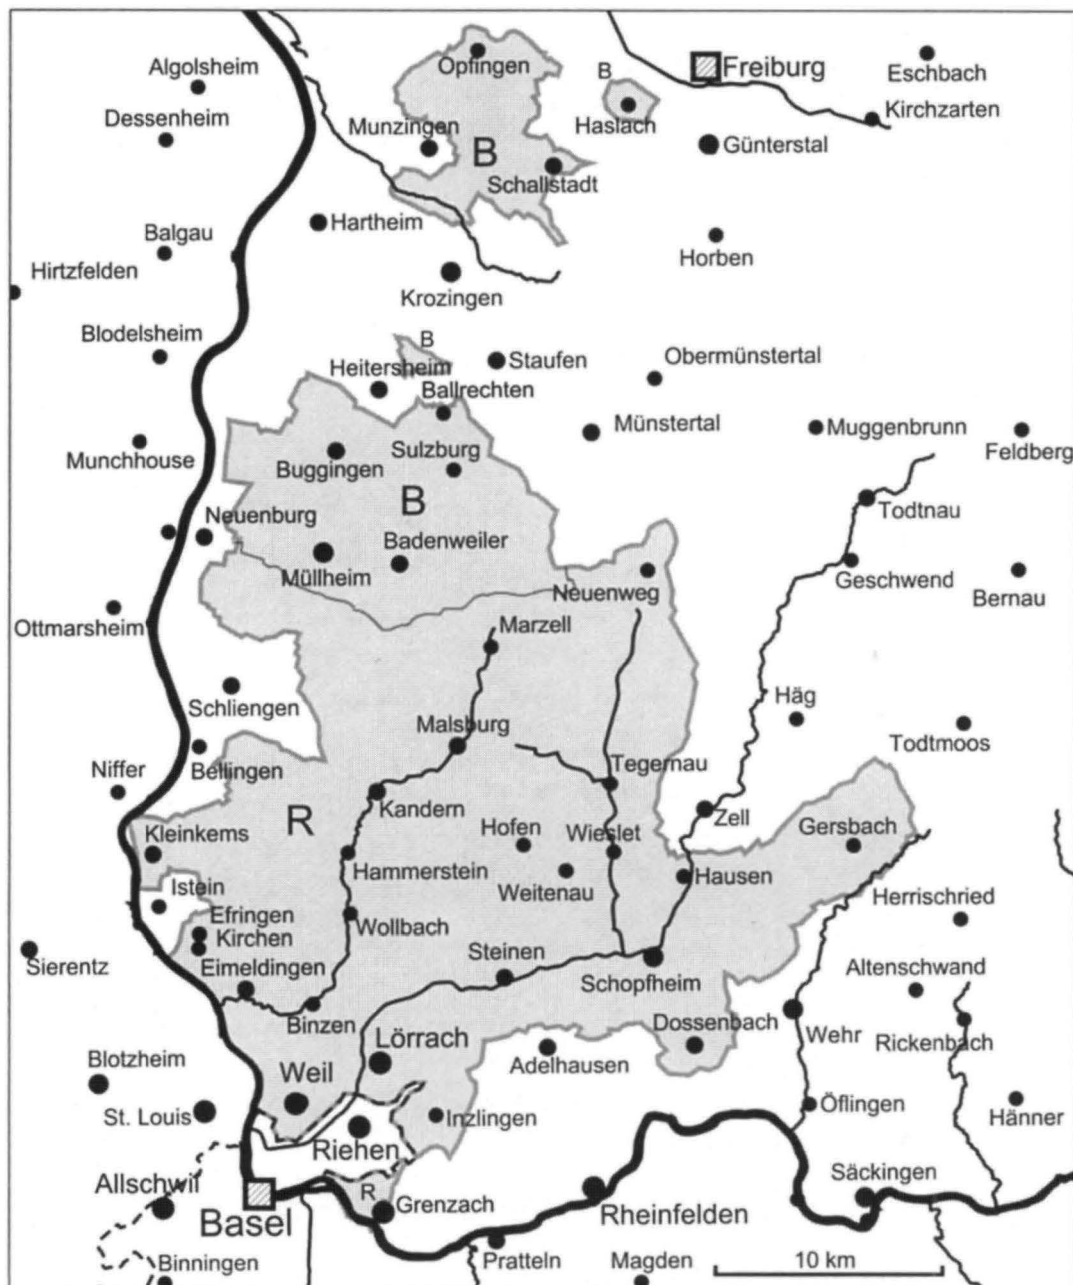 Opfingen
B
Freiburg
Eschbach
Algolsheim
Haslach
Kirchzarten
Dessenheim
Munzingen
Günterstal
B
Schallstadt
Hartheim
Balgau
Horben
Hirtzfelden
Krozingen
Blodelsheim
B
Heitersheim
Staufen
Obermünstertal
Ballrechten
Münstertal
Muggenbrunn
Feldberg
Munchhouse
Buggingen
Sulzburg
B
Todtnau
Neuenburg
Badenweiler
Müllheim
Neuenweg
Geschwend
Bernau
Ottmarsheim
Marzell
Schliengen
Häg
Malsburg
Todtmoos
Bellingen
Niffer
Tegernau
Kandern
Zell
R
Kleinkems
Hofen
Wieslet
Gersbach
Hammerstein
Weitenau
Hausen
Istein
Herrischried
Efringen
Wollbach
Kirchen
Steinen
Sierentz
Eimeldingen
Schopfheim
Altenschwand
Binzen
Dossenbach
Wehr
Rickenbach
Lörrach
Adelhausen
Blotzheim
Weil
St. Louis
Inzlingen
Öflingen
Hänner
Riehen
Säckingen
Allschwil
R
Grenzach
Rheinfelden
Basel
Binningen
Pratteln
Magden
10 km